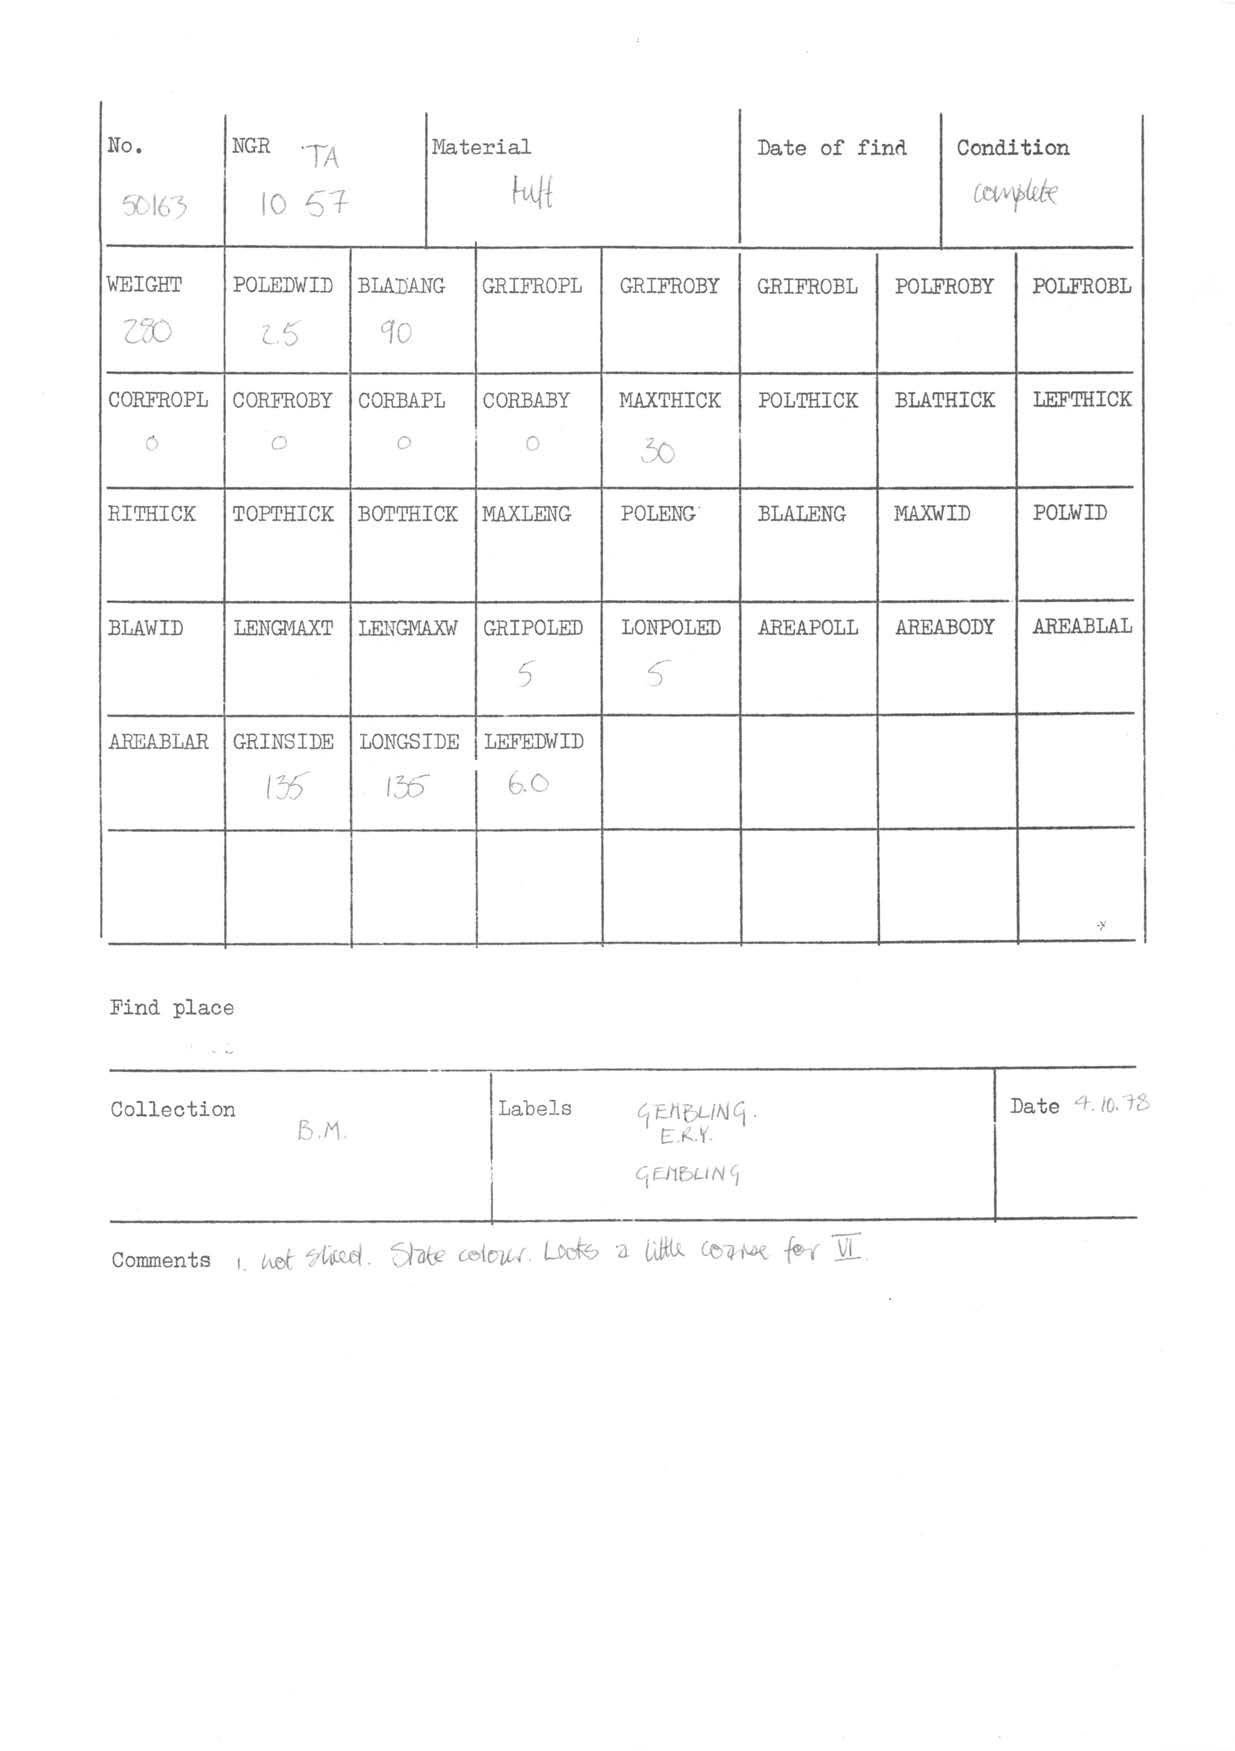 No. NGR TA Material Date of find Condition
50163 10 57 tuff complete
WEIGHT POLEDWID BLADANG GRIFROPL GRIFROBY GRIFROBL POLFROBY POLFROBL
280 2.5 90
CORFROPL CORFROBY CORBAPL CORBABY MAXTHICK POLTHICK BLATHICK LEFTHICK
0 0 0 0 30
RITHICK TOPTHICK BOTTHICK MAXLENG POLENG BLALENG MAXWID POLWID
BLAWID LENGMAXT LENGMAXW GRIPOLED LONPOLED AREAPOLL AREABODY AREABLAL
5 5
AREABLAR GRINSIDE LONGSIDE LEFEDWID
135 135 6.0
Find place
Collection Labels GEMBLING. Date 4.10.78
B.M. E.R.Y.
GEMBLING
Comments 1. not sliced. Slate colour. Looks a little coarse for VI.